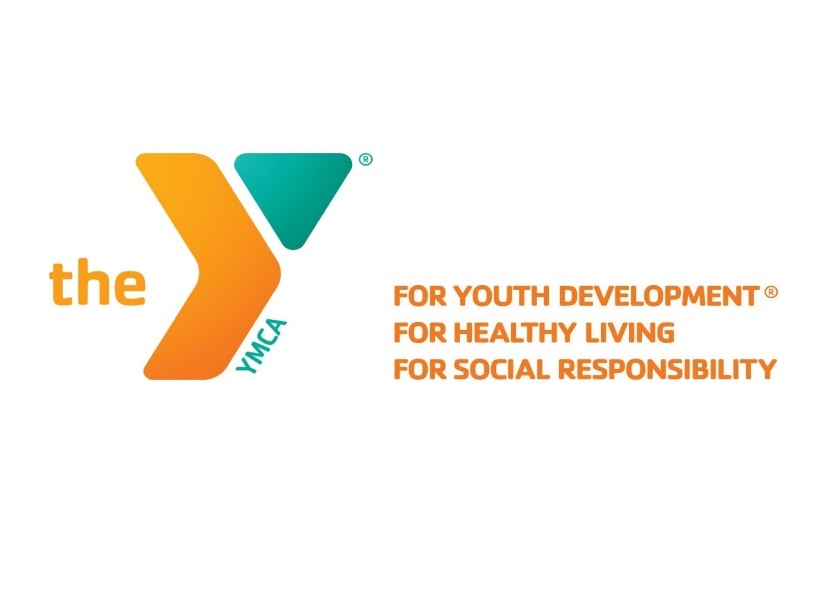 the Y®
YMCA
FOR YOUTH DEVELOPMENT®
FOR HEALTHY LIVING
FOR SOCIAL RESPONSIBILITY